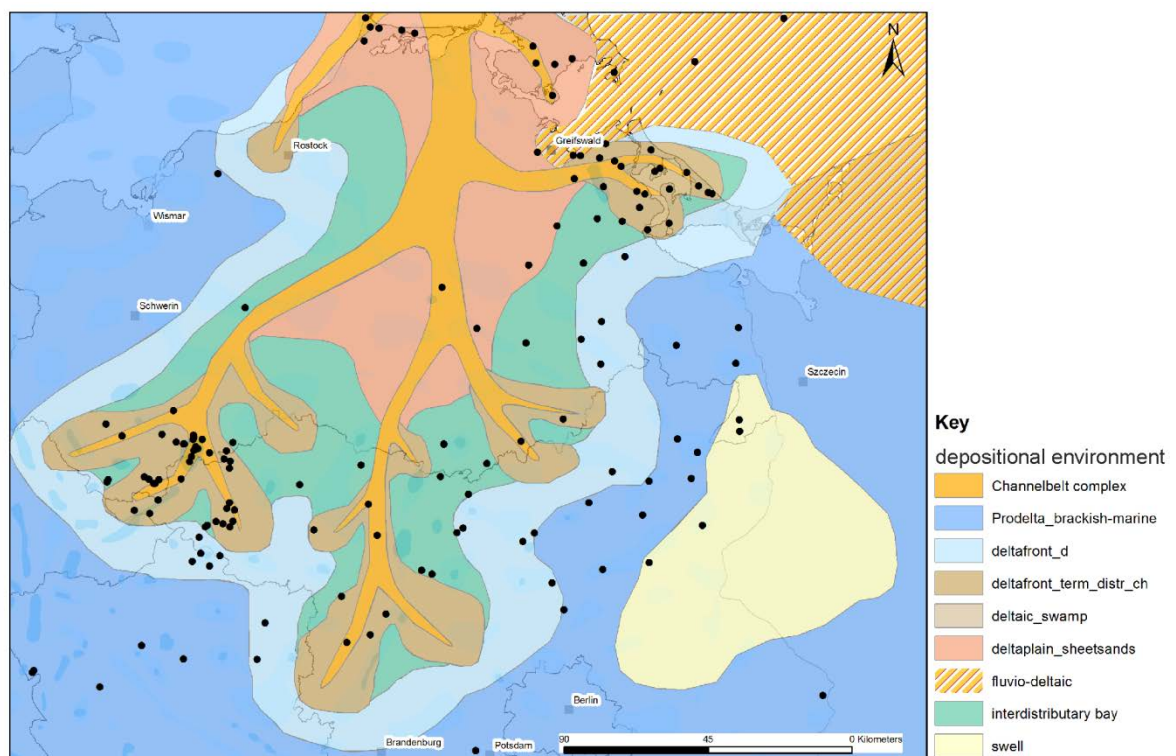 N
Greifswald
Rostock
Wismar
Schwerin
Szczecin
Berlin
Brandenburg
Potsdam
90 45 0 Kilometers
Key
depositional environment
Channelbelt complex
Prodelta_brackish-marine
deltafront_d
deltafront_term_distr_ch
deltaic_swamp
deltaplain_sheetsands
fluvio-deltaic
interdistributary bay
swell